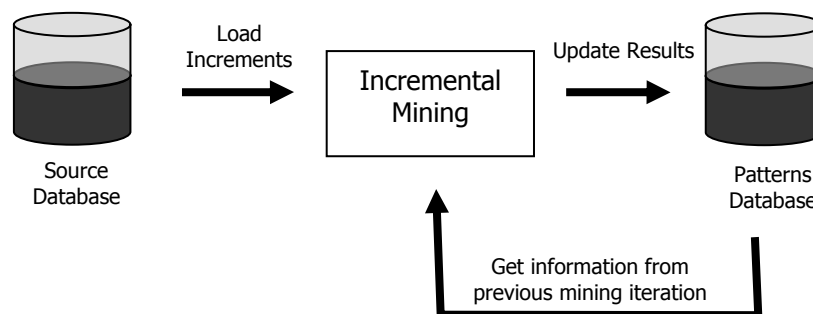 Load
Increments
Incremental
Mining
Update Results
Source
Database
Patterns
Database
Get information from
previous mining iteration